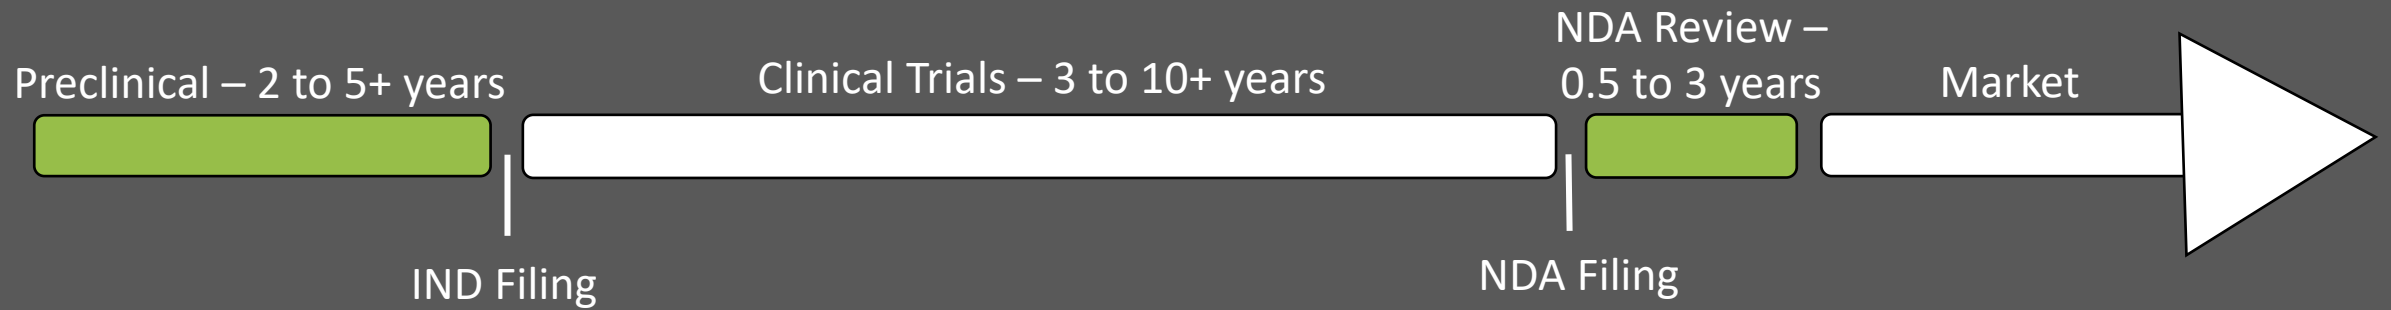 Preclinical – 2 to 5+ years
Clinical Trials – 3 to 10+ years
NDA Review –
0.5 to 3 years
Market
IND Filing
NDA Filing